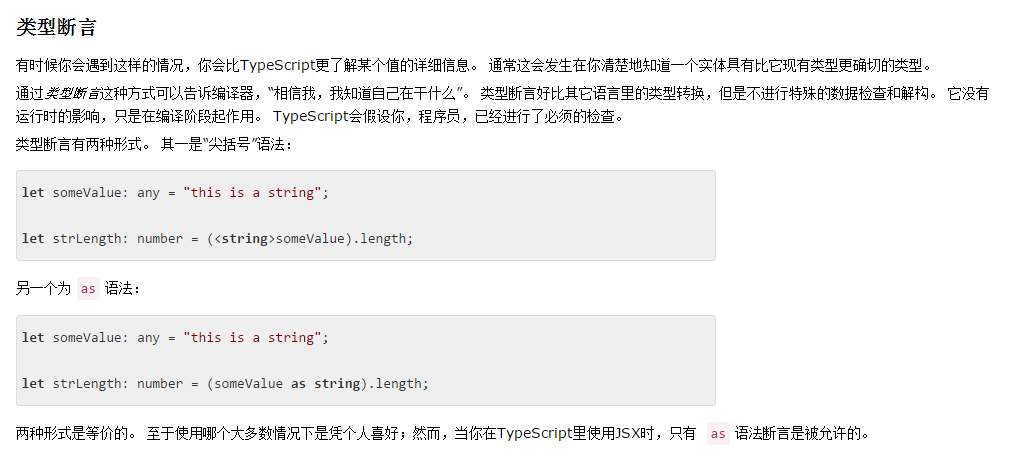 类型断言
有时候你会遇到这样的情况，你会比TypeScript更了解某个值的详细信息。 通常这会发生在你清楚地知道一个实体具有比它现有类型更确切的类型。
通过类型断言这种方式可以告诉编译器，“相信我，我知道自己在干什么”。 类型断言好比其它语言里的类型转换，但是不进行特殊的数据检查和解构。 它没有
运行时的影响，只是在编译阶段起作用。 TypeScript会假设你，程序员，已经进行了必须的检查。
类型断言有两种形式。 其一是“尖括号”语法：
let someValue: any = "this is a string";
let strLength: number = (<string>someValue).length;
另一个为 as 语法：
let someValue: any = "this is a string";
let strLength: number = (someValue as string).length;
两种形式是等价的。 至于使用哪个大多数情况下是凭个人喜好；然而，当你在TypeScript里使用JSX时，只有 as 语法断言是被允许的。